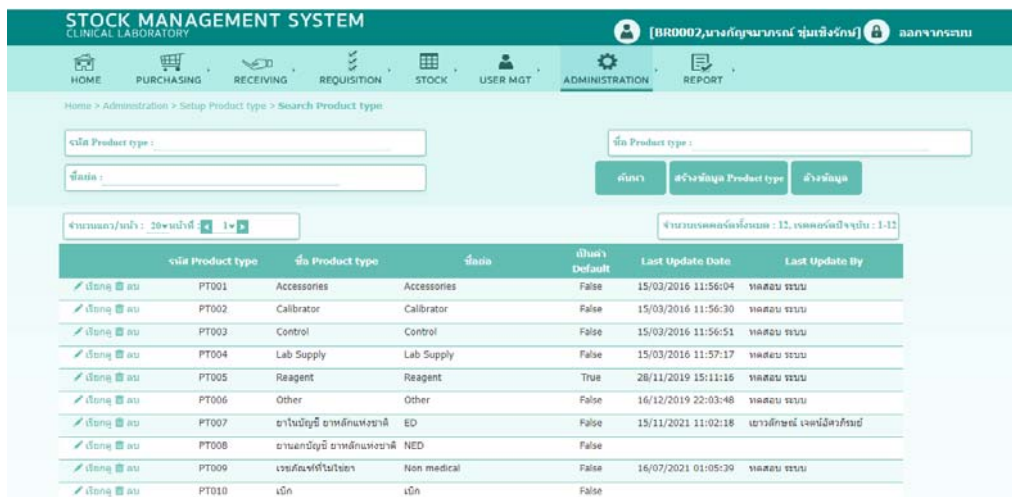 STOCK MANAGEMENT SYSTEM
CLINICAL LABORATORY
[BR0002,นางกัญจมาภรณ์ ชุ่มเชิงรักษ์] ออกจากระบบ
HOME PURCHASING RECEIVING REQUISITION STOCK USER MGT ADMINISTRATION REPORT
Home > Administration > Setup Product type > Search Product type
รหัส Product type : ชื่อ Product type :
ชื่อย่อ : ค้นหา สร้างข้อมูล Product type ล้างข้อมูล
จำนวนแถว/หน้า : 20 หน้าที่ : 1 จำนวนเรคคอร์ดทั้งหมด : 12, เรคคอร์ดปัจจุบัน : 1-12
รหัส Product type ชื่อ Product type ชื่อย่อ เป็นค่า Default Last Update Date Last Update By
เรียกดู ลบ PT001 Accessories Accessories False 15/03/2016 11:56:04 ทดสอบ ระบบ
เรียกดู ลบ PT002 Calibrator Calibrator False 15/03/2016 11:56:30 ทดสอบ ระบบ
เรียกดู ลบ PT003 Control Control False 15/03/2016 11:56:51 ทดสอบ ระบบ
เรียกดู ลบ PT004 Lab Supply Lab Supply False 15/03/2016 11:57:17 ทดสอบ ระบบ
เรียกดู ลบ PT005 Reagent Reagent True 28/11/2019 15:11:16 ทดสอบ ระบบ
เรียกดู ลบ PT006 Other Other False 16/12/2019 22:03:48 ทดสอบ ระบบ
เรียกดู ลบ PT007 ยาในบัญชี ยาหลักแห่งชาติ ED False 15/11/2021 11:02:18 เยาวลักษณ์
เรียกดู ลบ PT008 ยานอกบัญชี ยาหลักแห่งชาติ NED False
เรียกดู ลบ PT009 เวชภัณฑ์ที่ไม่ใช่ยา Non medical False 16/07/2021 01:05:39 ทดสอบ ระบบ
เรียกดู ลบ PT010 เบิก เบิก False